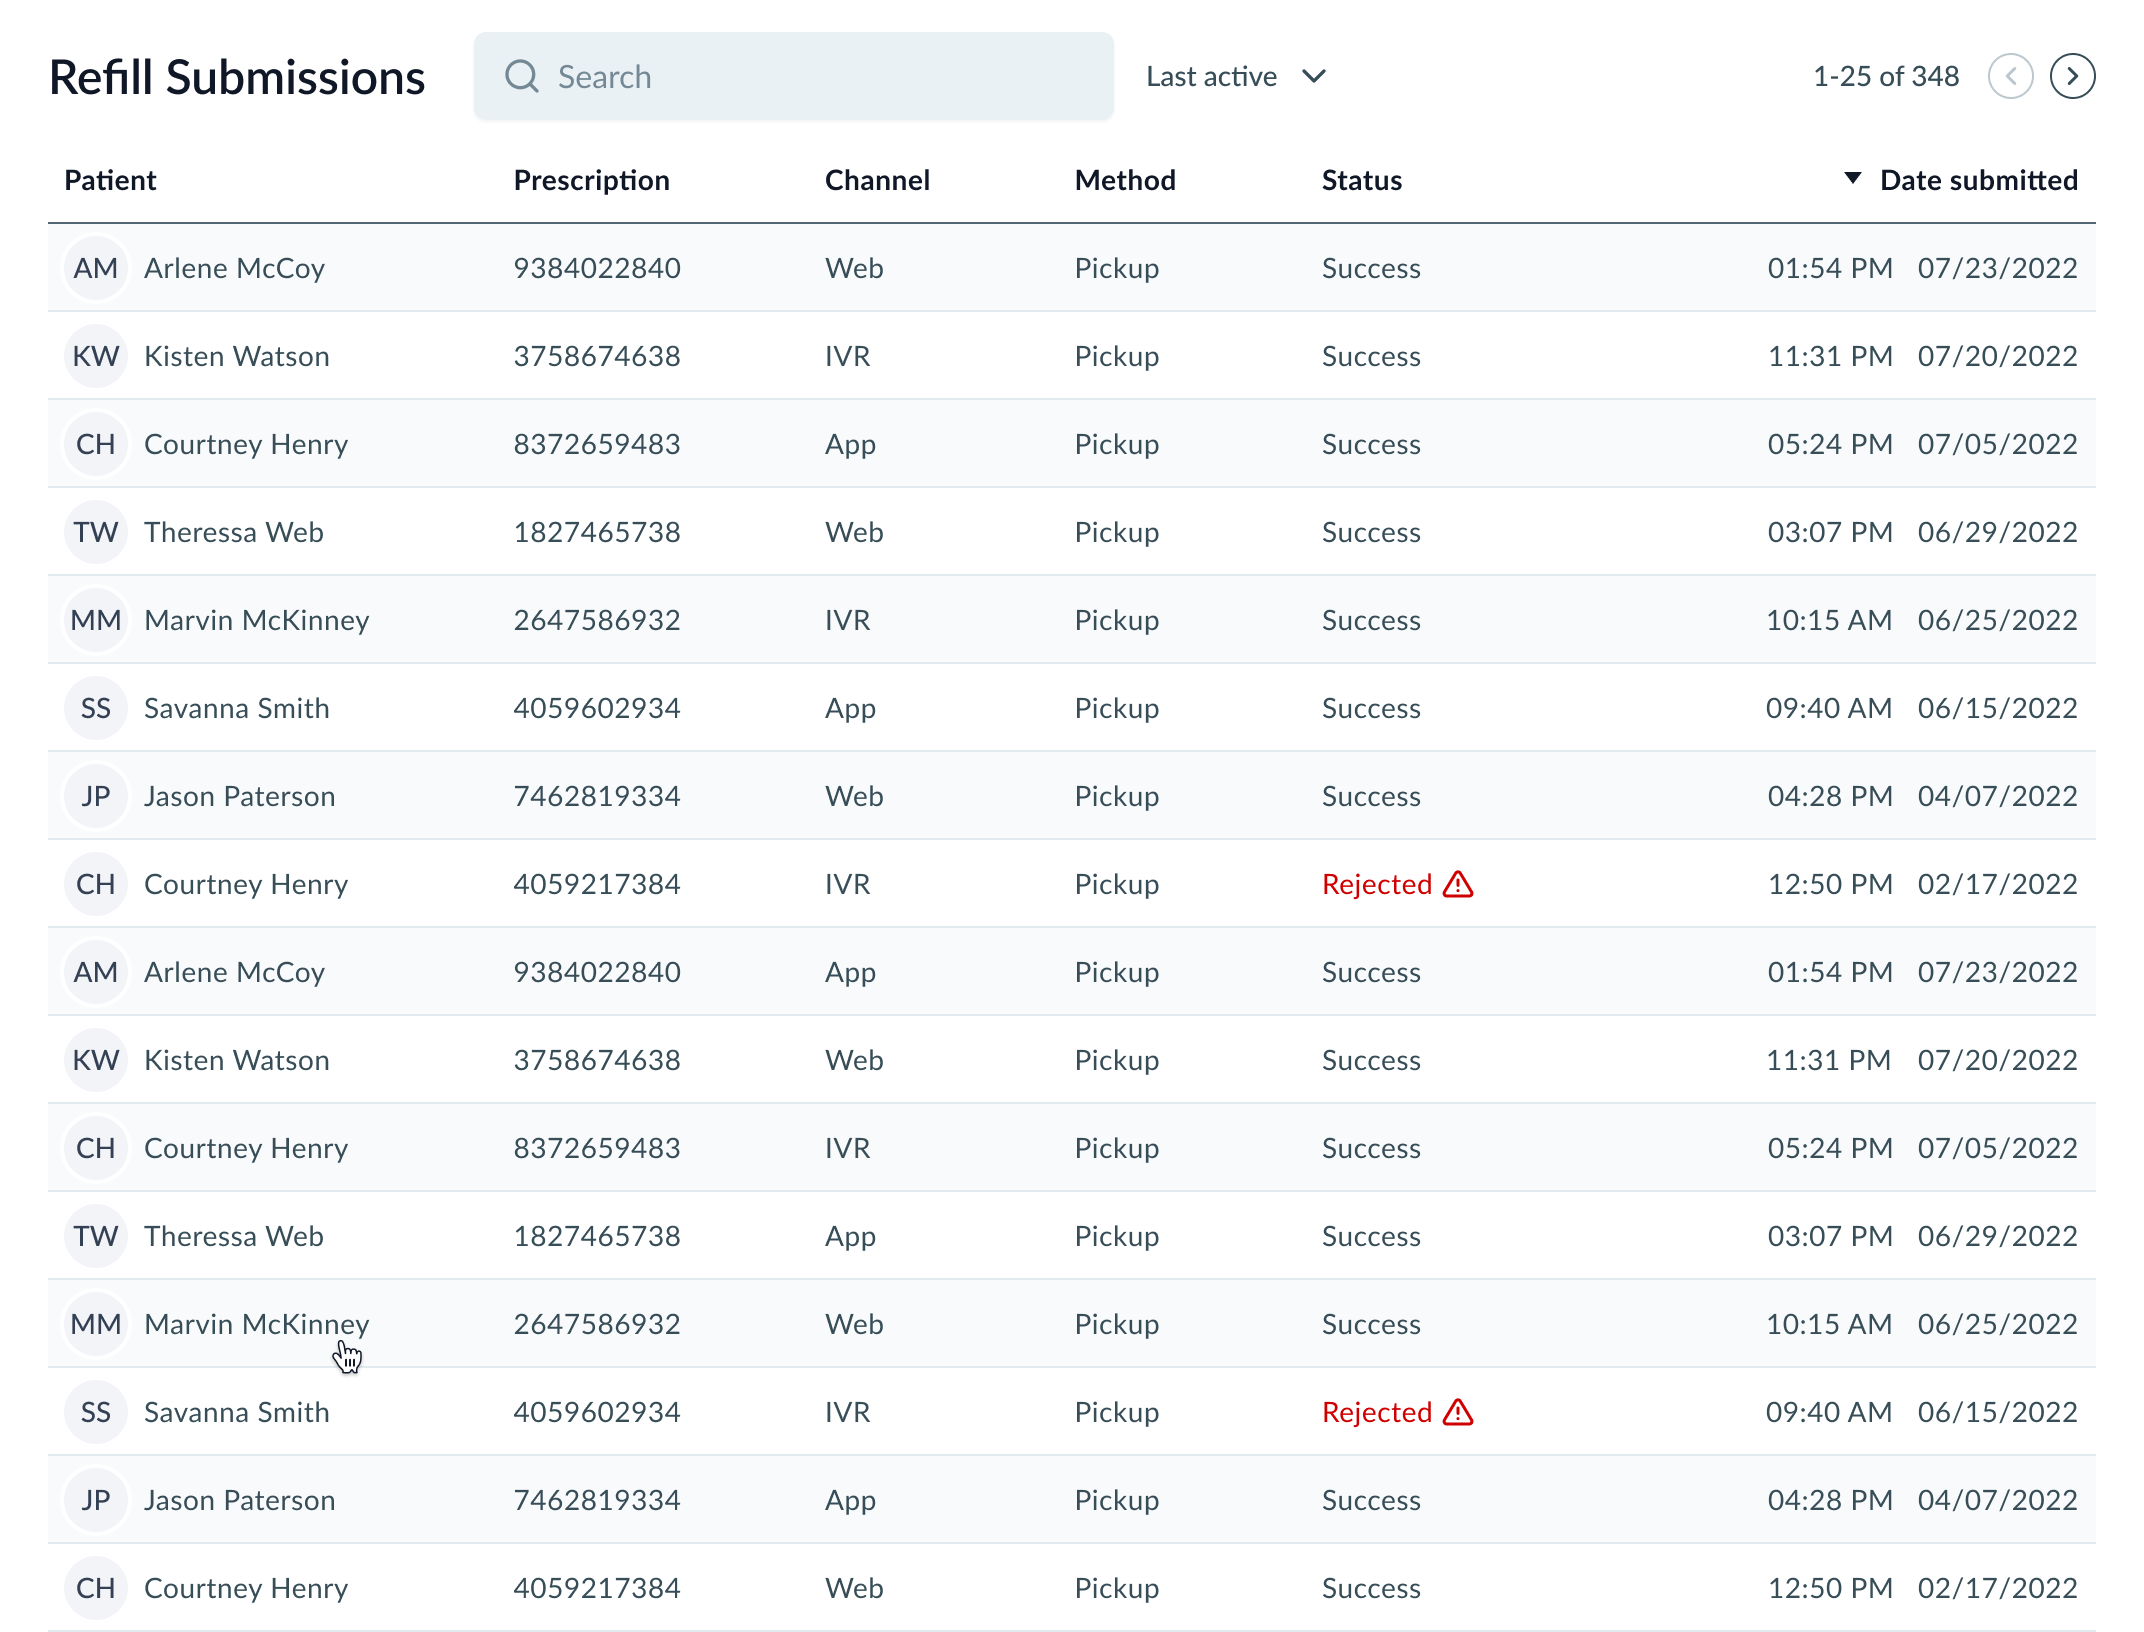 Refill Submissions Search Last active 1-25 of 348
Patient Prescription Channel Method Status Date submitted
AM Arlene McCoy 9384022840 Web Pickup Success 01:54 PM 07/23/2022
KW Kisten Watson 3758674638 IVR Pickup Success 11:31 PM 07/20/2022
CH Courtney Henry 8372659483 App Pickup Success 05:24 PM 07/05/2022
TW Theressa Web 1827465738 Web Pickup Success 03:07 PM 06/29/2022
MM Marvin McKinney 2647586932 IVR Pickup Success 10:15 AM 06/25/2022
SS Savanna Smith 4059602934 App Pickup Success 09:40 AM 06/15/2022
JP Jason Paterson 7462819334 Web Pickup Success 04:28 PM 04/07/2022
CH Courtney Henry 4059217384 IVR Pickup Rejected 12:50 PM 02/17/2022
AM Arlene McCoy 9384022840 App Pickup Success 01:54 PM 07/23/2022
KW Kisten Watson 3758674638 Web Pickup Success 11:31 PM 07/20/2022
CH Courtney Henry 8372659483 IVR Pickup Success 05:24 PM 07/05/2022
TW Theressa Web 1827465738 App Pickup Success 03:07 PM 06/29/2022
MM Marvin McKinney 2647586932 Web Pickup Success 10:15 AM 06/25/2022
SS Savanna Smith 4059602934 IVR Pickup Rejected 09:40 AM 06/15/2022
JP Jason Paterson 7462819334 App Pickup Success 04:28 PM 04/07/2022
CH Courtney Henry 4059217384 Web Pickup Success 12:50 PM 02/17/2022